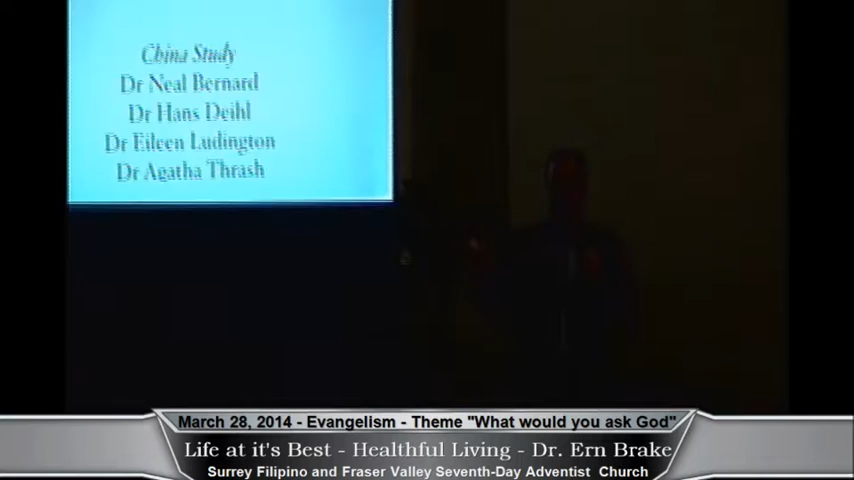 China Study
Dr Neal Bernard
Dr Hans Deihl
Dr Eileen Ludington
Dr Agatha Thrash
March 28, 2014 - Evangelism - Theme "What would you ask God"
Life at it's Best - Healthful Living - Dr. Ern Brake
Surrey Filipino and Fraser Valley Seventh-Day Adventist Church